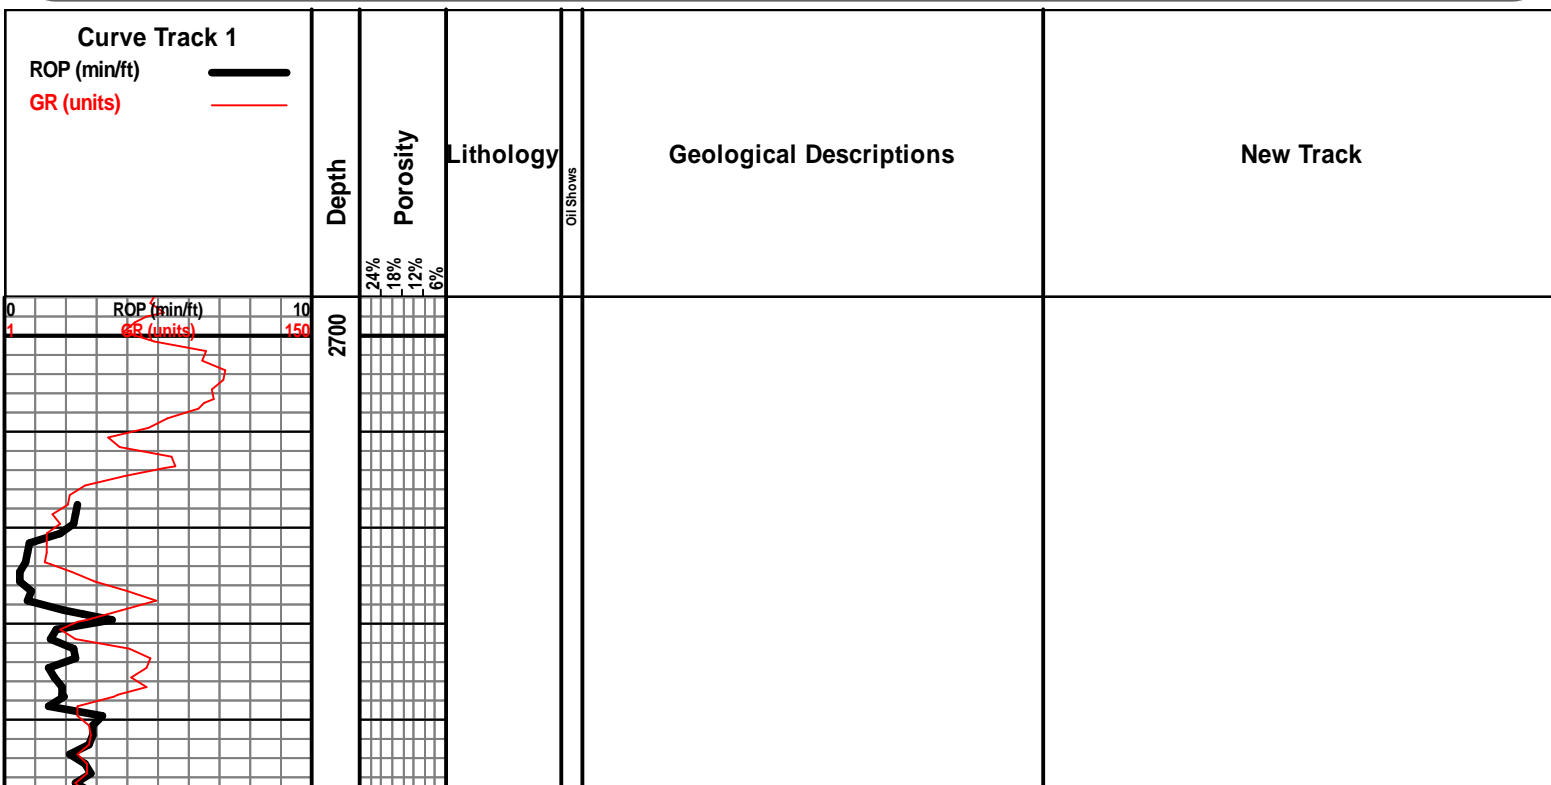 Curve Track 1
ROP (min/ft)
GR (units)
Depth
Porosity
24%
18%
12%
6%
Lithology
Oil Shows
Geological Descriptions
New Track
0 ROP (min/ft) 10
1 GR (units) 150
2700